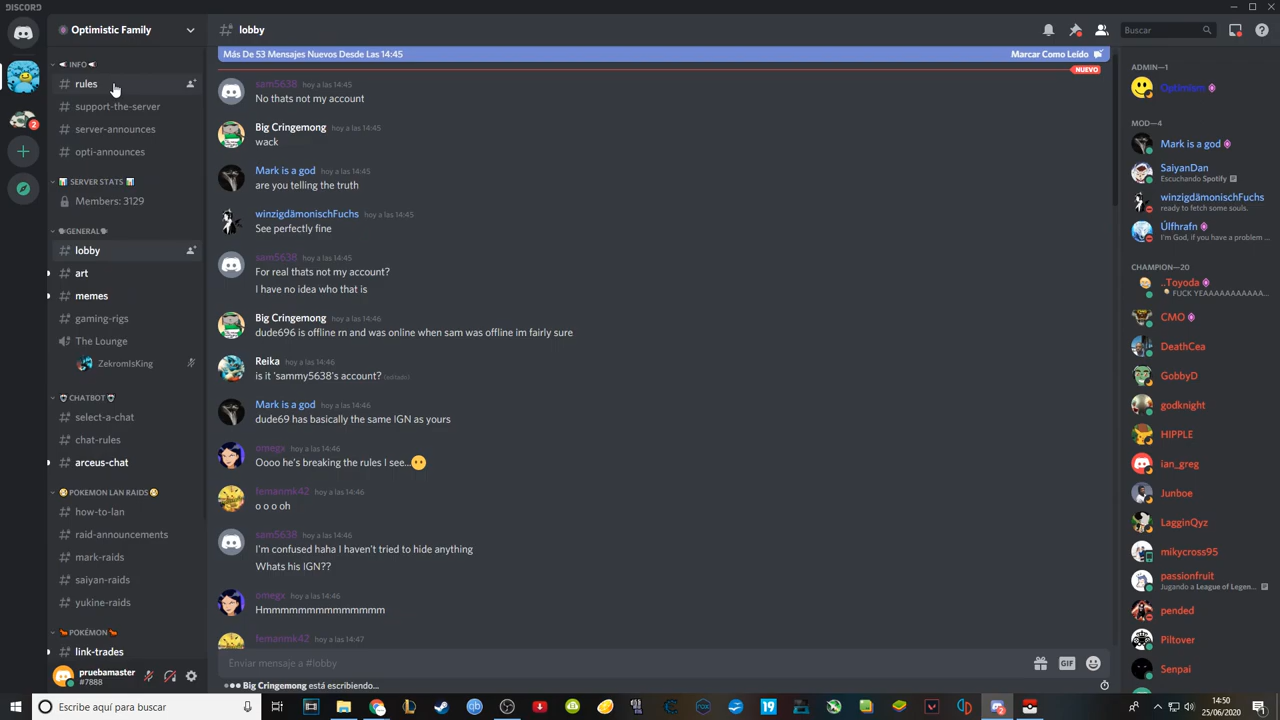 DISCORD
Optimistic Family
INFO
rules
support-the-server
server-announces
opti-announces
SERVER STATS
Members: 3129
GENERAL
lobby
art
memes
gaming-rigs
The Lounge
ZekromIsKing
CHATBOT
select-a-chat
chat-rules
arceus-chat
POKEMON LAN RAIDS
how-to-lan
raid-announcements
mark-raids
saiyan-raids
yukine-raids
POKÉMON
link-trades
pruebamaster
#7888
lobby
Buscar
Más De 53 Mensajes Nuevos Desde Las 14:45
Marcar Como Leído
NUEVO
sam5638 hoy a las 14:45
No thats not my account
Big Cringemong hoy a las 14:45
wack
Mark is a god hoy a las 14:45
are you telling the truth
winzigdämonischFuchs hoy a las 14:45
See perfectly fine
sam5638 hoy a las 14:45
For real thats not my account?
I have no idea who that is
Big Cringemong hoy a las 14:46
dude696 is offline rn and was online when sam was offline im fairly sure
Reika hoy a las 14:46
is it 'sammy5638's account? (editado)
Mark is a god hoy a las 14:46
dude69 has basically the same IGN as yours
omegx hoy a las 14:46
Oooo he's breaking the rules I see...
fernanmk42 hoy a las 14:46
o o o oh
sam5638 hoy a las 14:46
I'm confused haha I haven't tried to hide anything
Whats his IGN??
omegx hoy a las 14:46
Hmmmmmmmmmmmmm
fernanmk42 hoy a las 14:47
Enviar mensaje a #lobby
GIF
Big Cringemong está escribiendo...
ADMIN—1
Optimism
MOD—4
Mark is a god
SaiyanDan
Escuchando Spotify
winzigdämonischFuchs
ready to fetch some souls.
Úlfhrafn
I'm God, if you have a problem ...
CHAMPION—20
..Toyoda
FUCK YEAAAAAAAAAAA...
CMO
DeathCea
GobbyD
godknight
HIPPLE
ian_greg
Junboe
LagginQyz
mikycross95
passionfruit
Jugando a League of Legen...
pended
Piltover
Senpai
Escribe aquí para buscar
19
14:50
25/06/2020